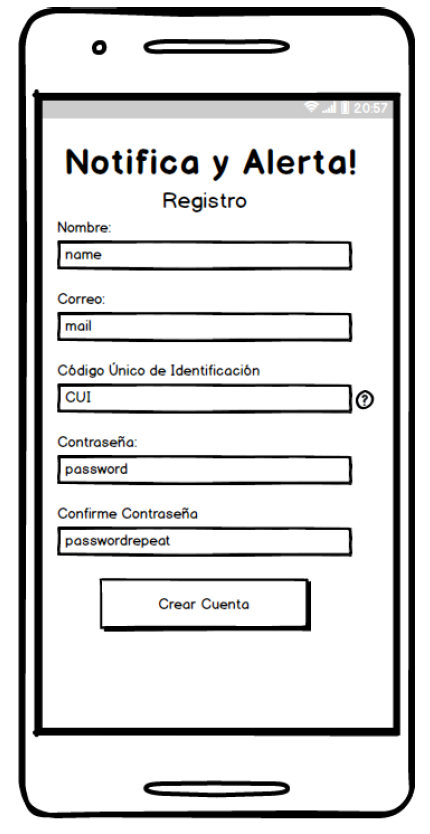 20:57
Notifica y Alerta!
Registro
Nombre:
name
Correo:
mail
Código Único de Identificación
CUI
?
Contraseña:
password
Confirme Contraseña
passwordrepeat
Crear Cuenta